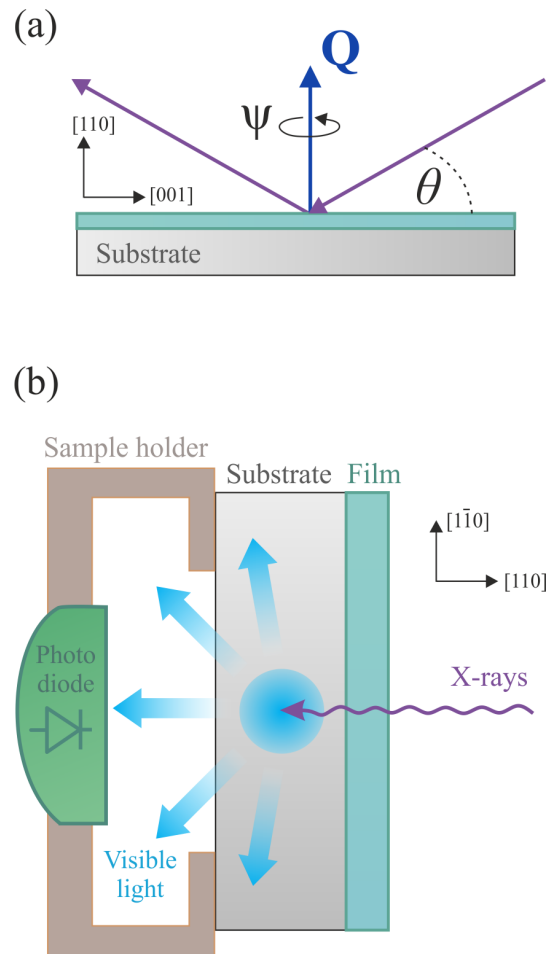 (a)
Q
[110]
ψ
[001]
θ
Substrate
(b)
Sample holder
Substrate
Film
[11̄0]
[110]
Photo
diode
X-rays
Visible
light